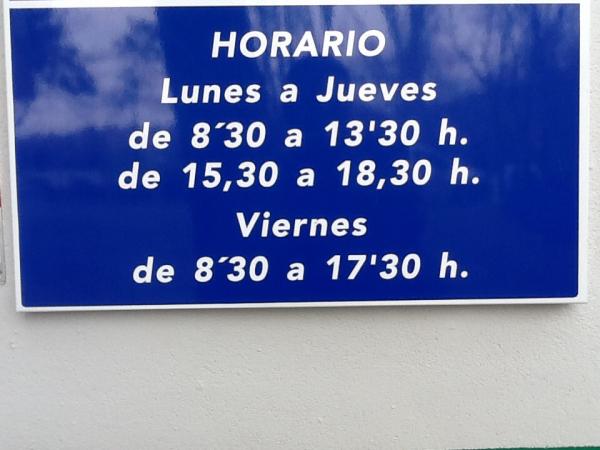 HORARIO
Lunes a Jueves
de 8´30 a 13'30 h.
de 15,30 a 18,30 h.
Viernes
de 8´30 a 17'30 h.